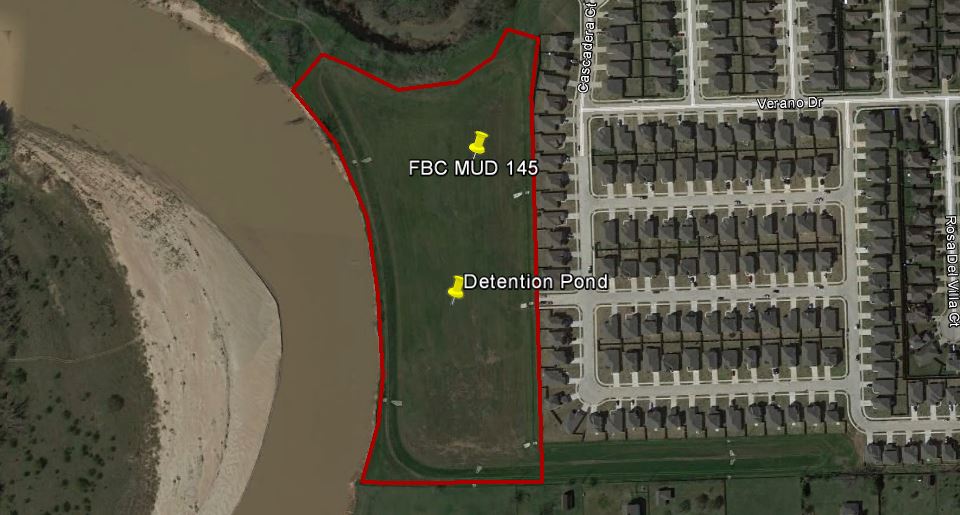 Cascadera Ct
Verano Dr
FBC MUD 145
Detention Pond
Rosa Del Villa Ct